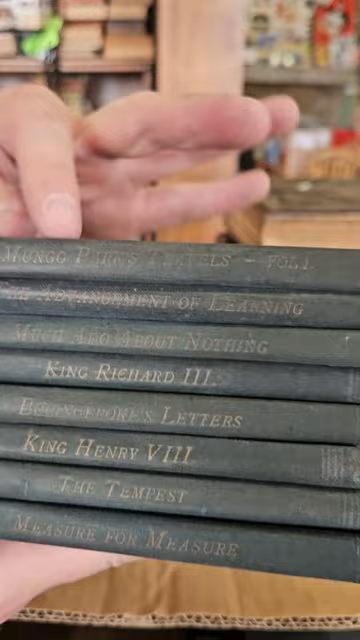 MUNGO PARK'S TRAVELS – VOL. I.
THE ADVANCEMENT OF LEARNING
MUCH ADO ABOUT NOTHING
KING RICHARD III.
BOLINGBROKE'S LETTERS
KING HENRY VIII
THE TEMPEST
MEASURE FOR MEASURE